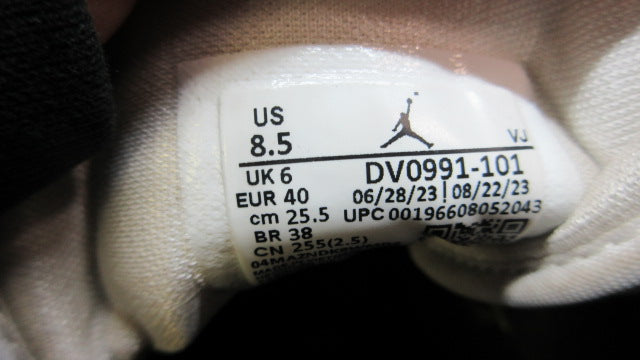 US
8.5
VJ
UK 6
DV0991-101
EUR 40
06/28/23 | 08/22/23
cm 25.5
UPC 00196608052043
BR 38
CN 255(2.5)